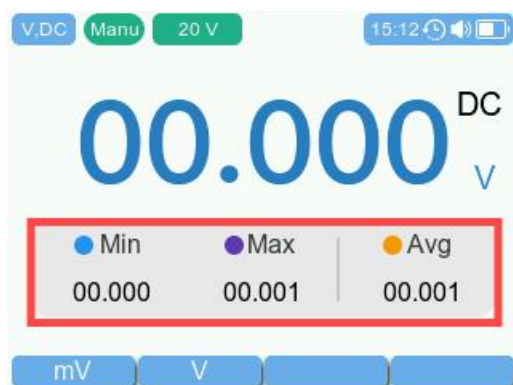 V,DC Manu 20 V 15:12
00.000 DC V
Min Max Avg
00.000 00.001 00.001
mV V